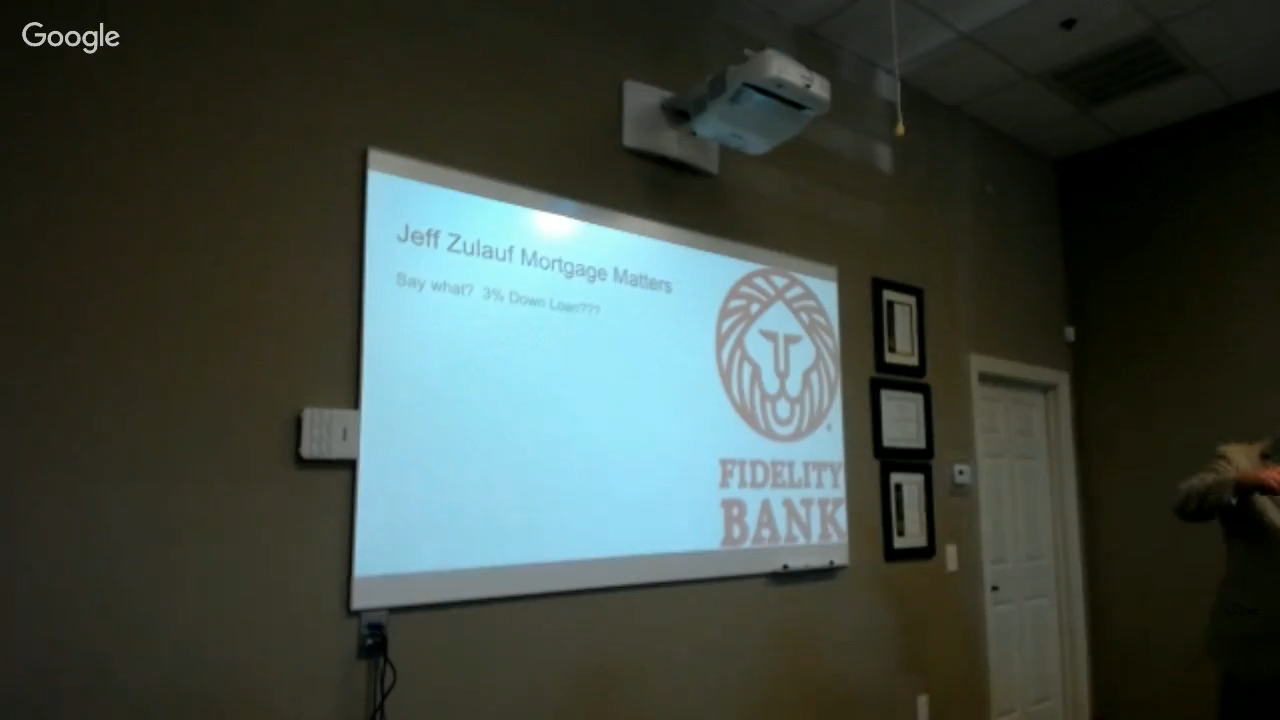 Google
Jeff Zulauf Mortgage Matters
Say what? 3% Down Loan???
FIDELITY
BANK